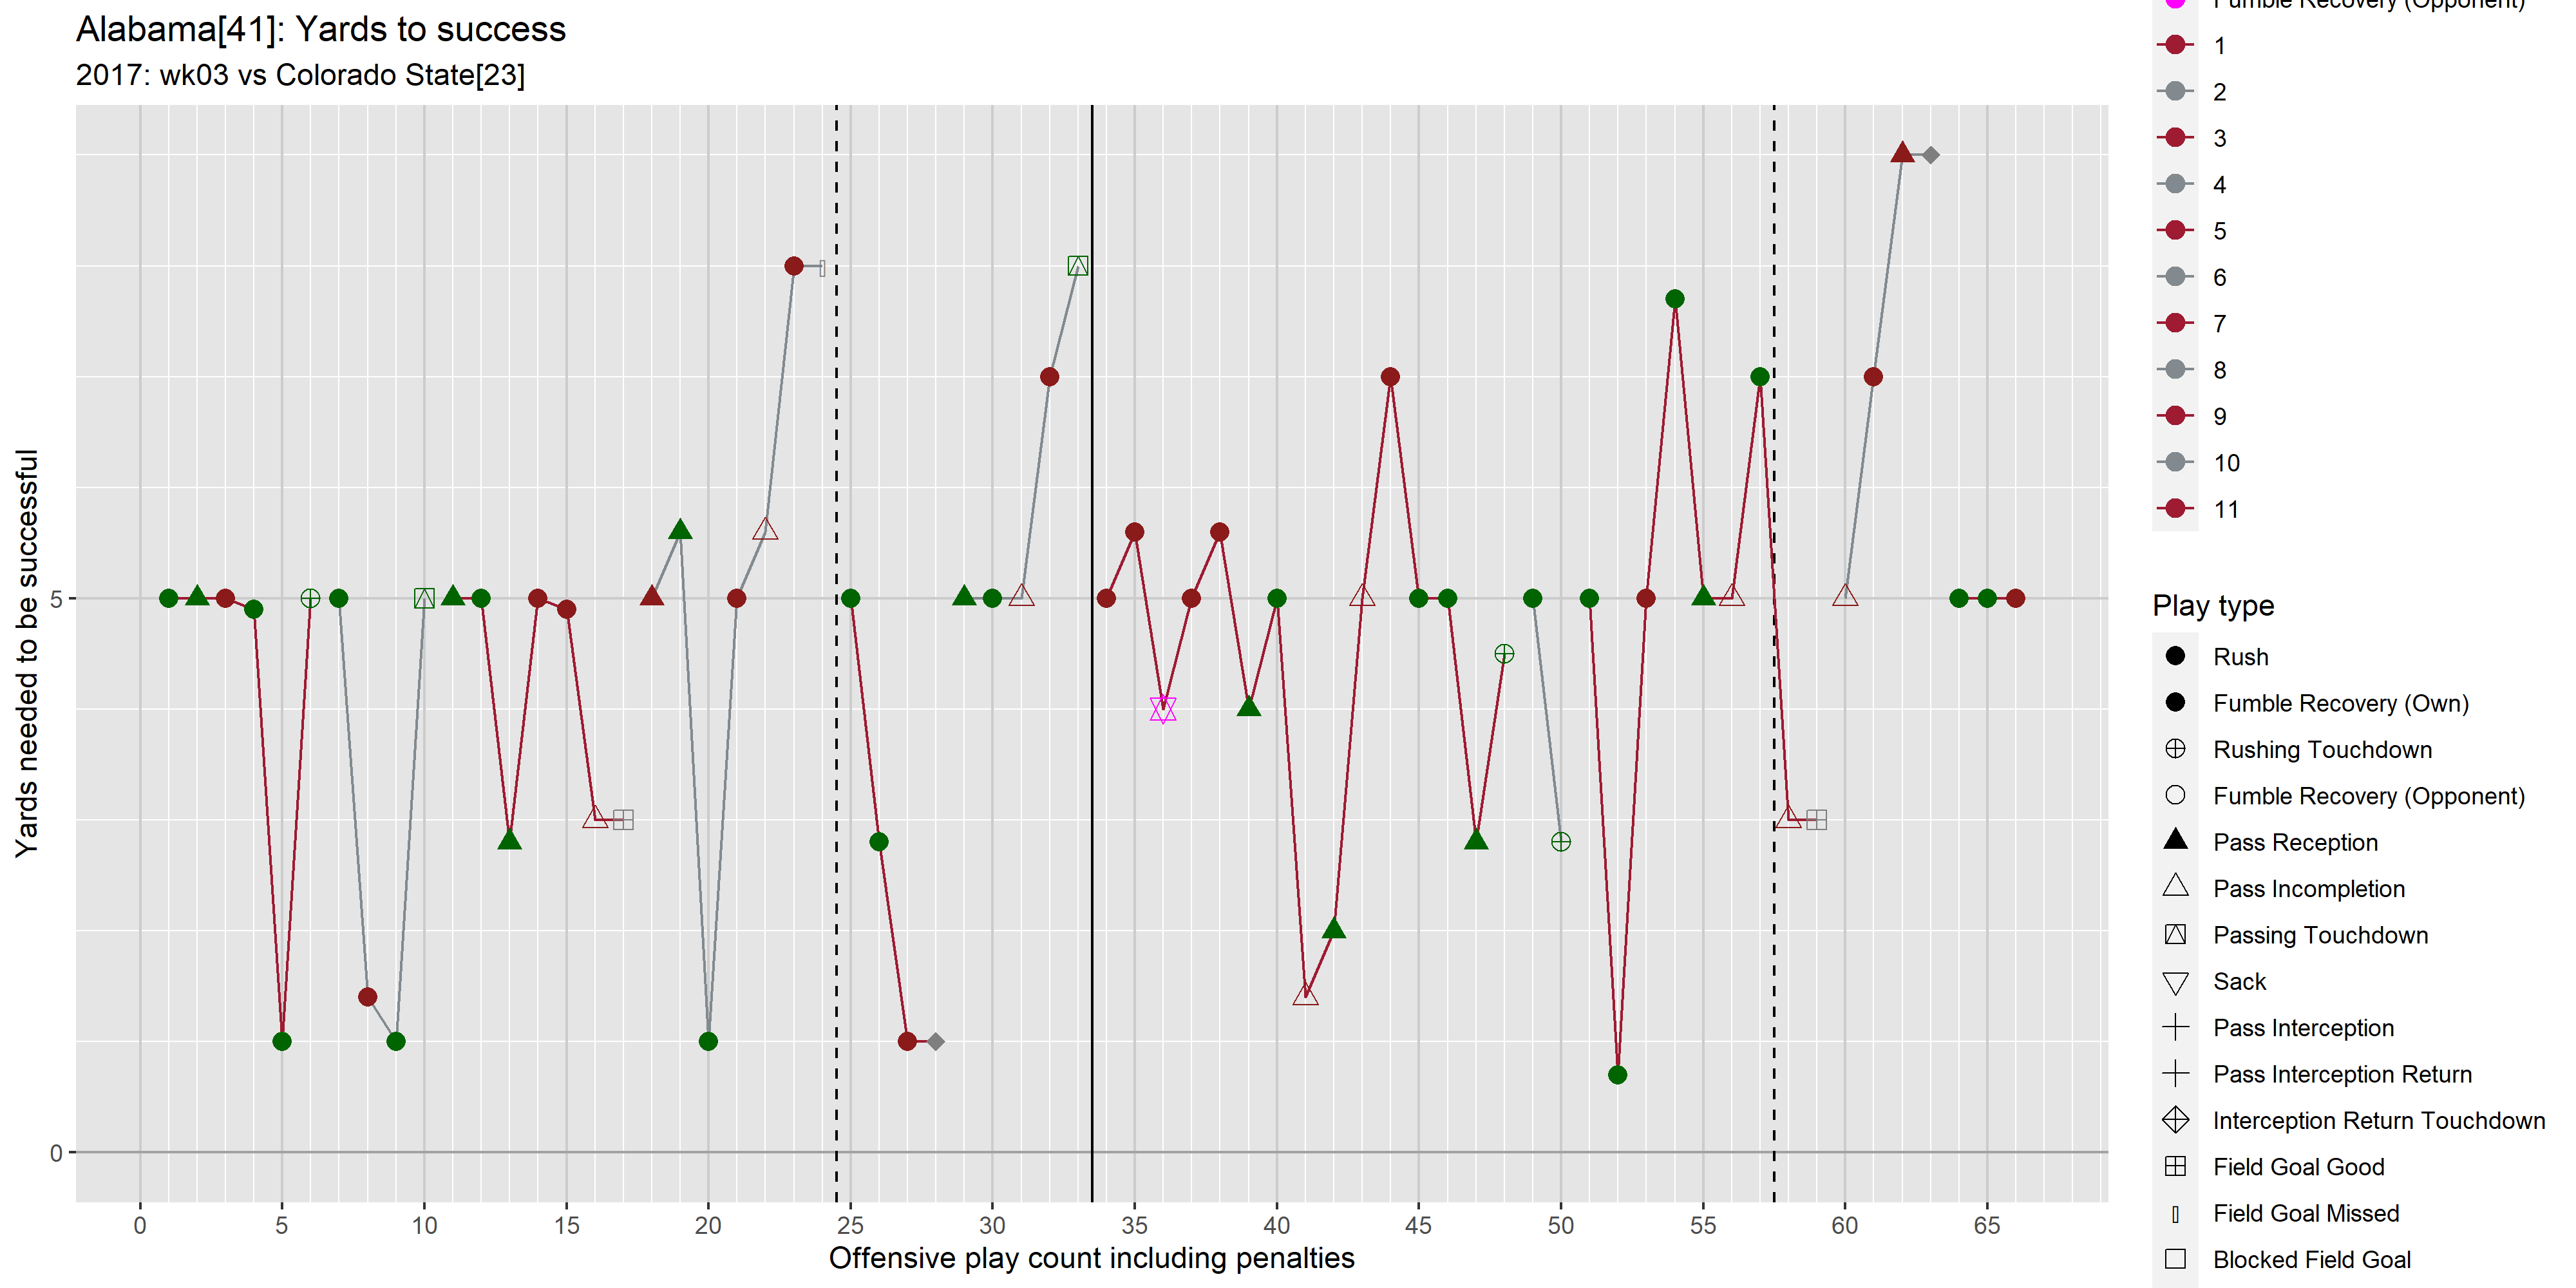 Alabama[41]: Yards to success
2017: wk03 vs Colorado State[23]
Yards needed to be successful
5
0
0 5 10 15 20 25 30 35 40 45 50 55 60 65
Offensive play count including penalties
Fumble Recovery (Opponent)
1
2
3
4
5
6
7
8
9
10
11
Play type
Rush
Fumble Recovery (Own)
Rushing Touchdown
Fumble Recovery (Opponent)
Pass Reception
Pass Incompletion
Passing Touchdown
Sack
Pass Interception
Pass Interception Return
Interception Return Touchdown
Field Goal Good
Field Goal Missed
Blocked Field Goal